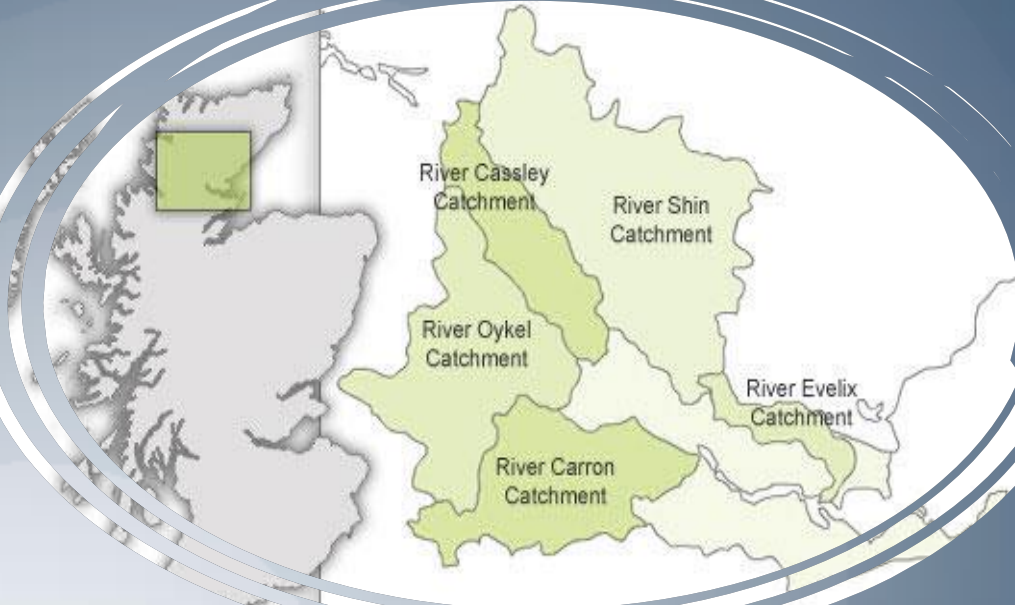 River Cassley
Catchment
River Shin
Catchment
River Oykel
Catchment
River Evelix
Catchment
River Carron
Catchment